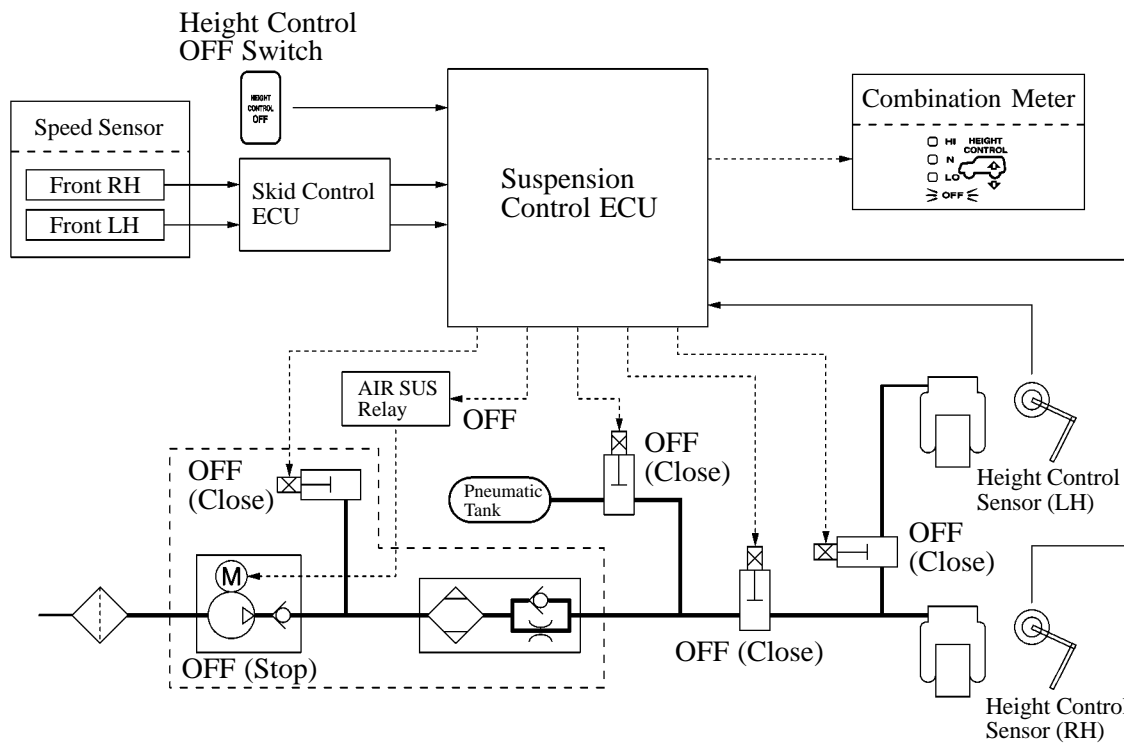 Height Control
OFF Switch
HEIGHT
CONTROL
OFF
Speed Sensor
Front RH
Front LH
Skid Control
ECU
Suspension
Control ECU
Combination Meter
HI
HEIGHT
CONTROL
N
LO
OFF
AIR SUS
Relay
OFF
OFF
(Close)
OFF
(Close)
Pneumatic
Tank
OFF
(Close)
Height Control
Sensor (LH)
M
OFF (Stop)
OFF (Close)
Height Control
Sensor (RH)